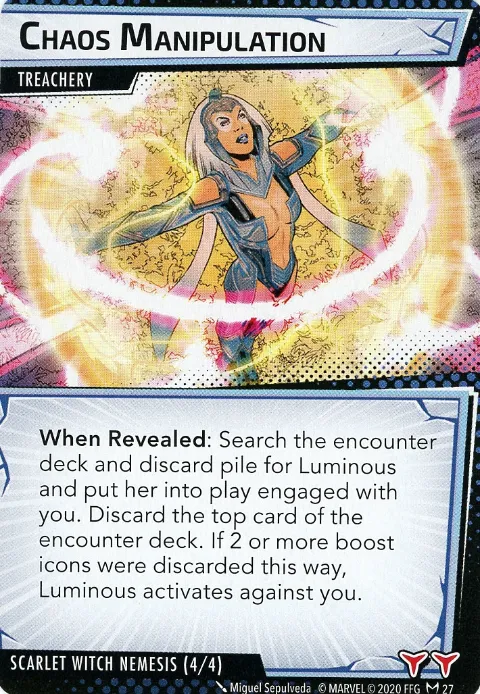 CHAOS MANIPULATION
TREACHERY
When Revealed: Search the encounter
deck and discard pile for Luminous
and put her into play engaged with
you. Discard the top card of the
encounter deck. If 2 or more boost
icons were discarded this way,
Luminous activates against you.
SCARLET WITCH NEMESIS (4/4)
Miguel Sepulveda © MARVEL © 2020 FFG 27